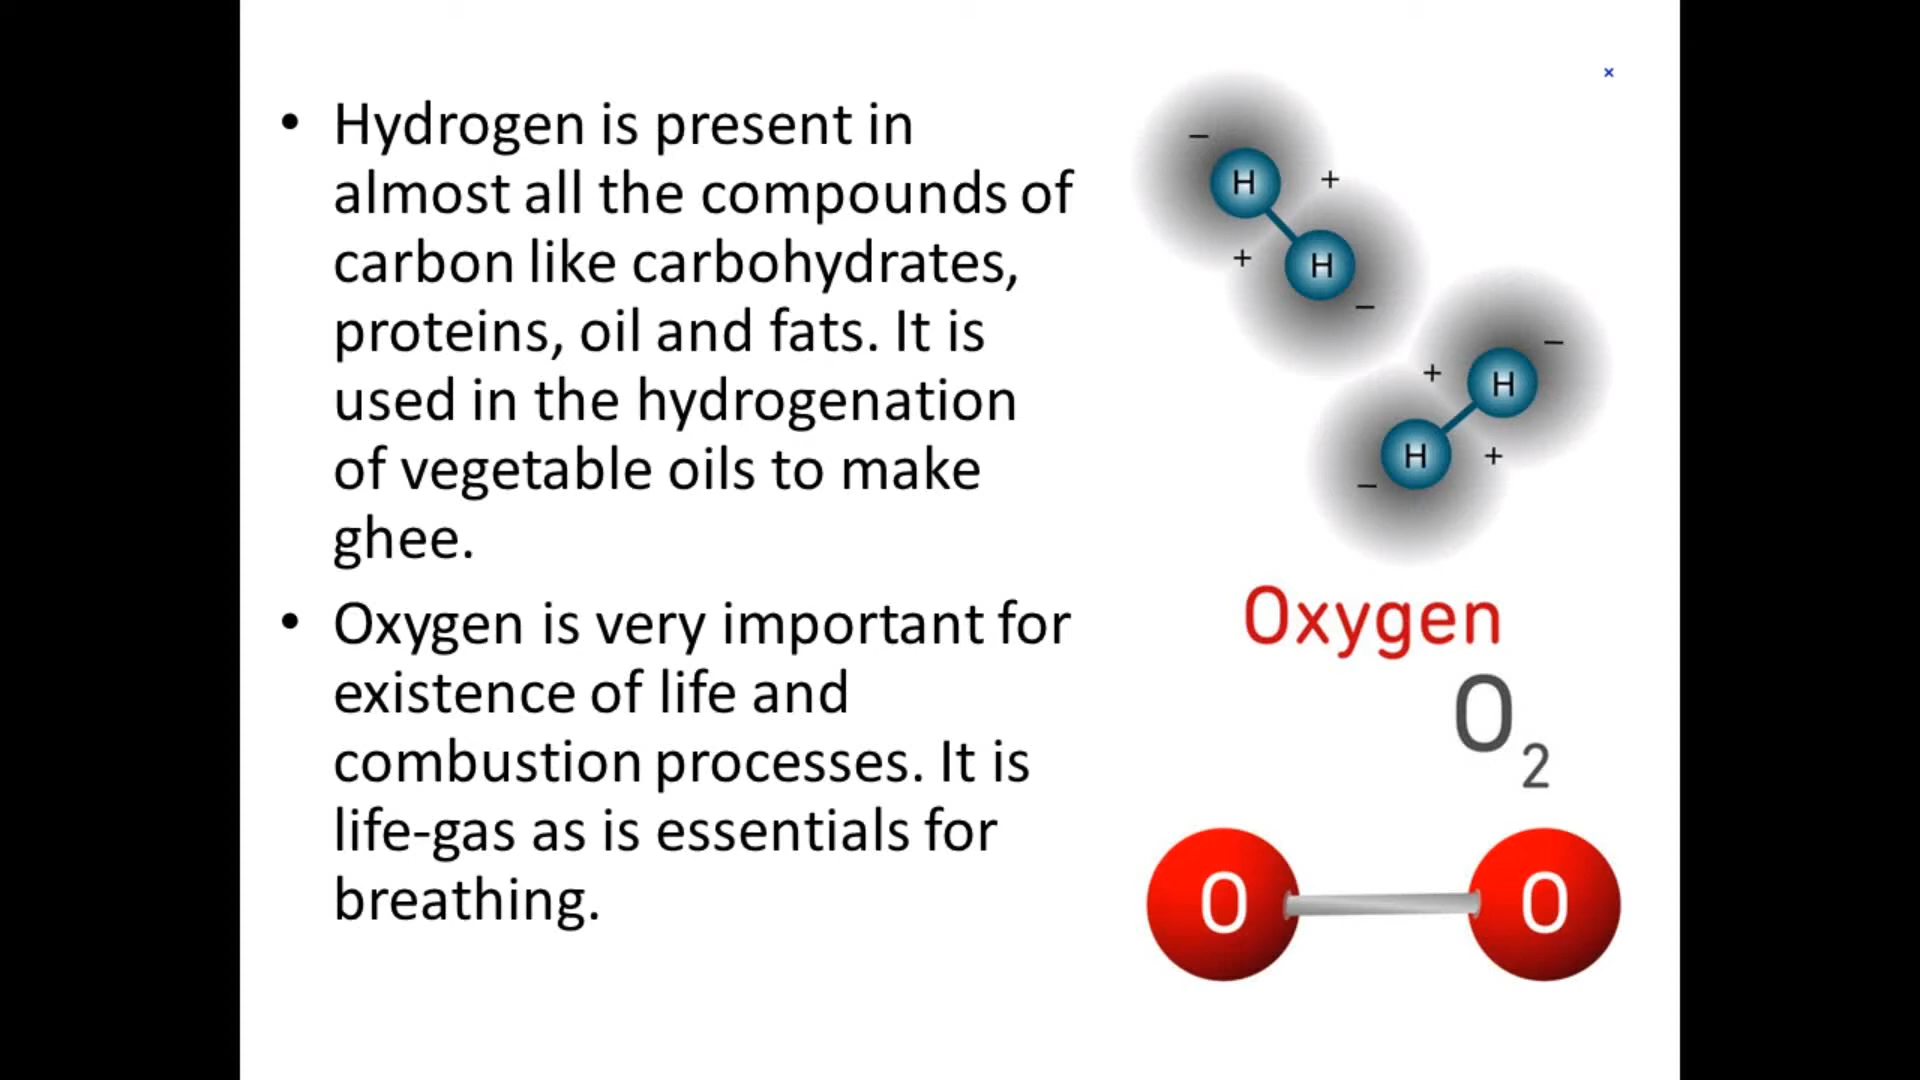 • Hydrogen is present in
almost all the compounds of
carbon like carbohydrates,
proteins, oil and fats. It is
used in the hydrogenation
of vegetable oils to make
ghee.
• Oxygen is very important for
existence of life and
combustion processes. It is
life-gas as is essentials for
breathing.
×
−
H +
+ H
−
−
+ H
H +
−
Oxygen
O₂
O O